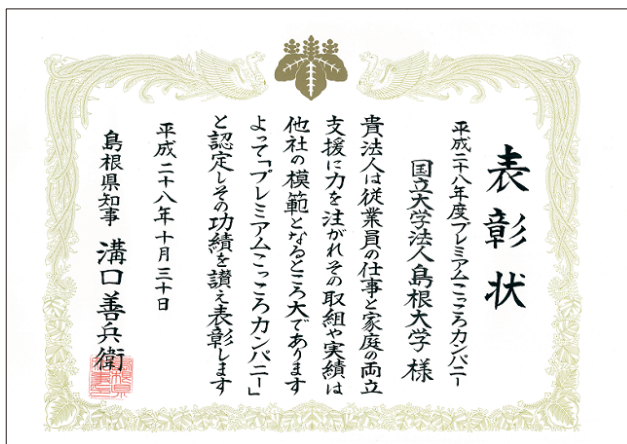 表彰状
平成二十八年度プレミアムこっころカンパニー
国立大学法人島根大学 様
貴法人は従業員の仕事と家庭の両立
支援に力を注がれその取組や実績は
他社の模範となるところ大であります
よって「プレミアムこっころカンパニー」
と認定しその功績を讃え表彰します
平成二十八年十月三十日
島根県知事 溝口善兵衛